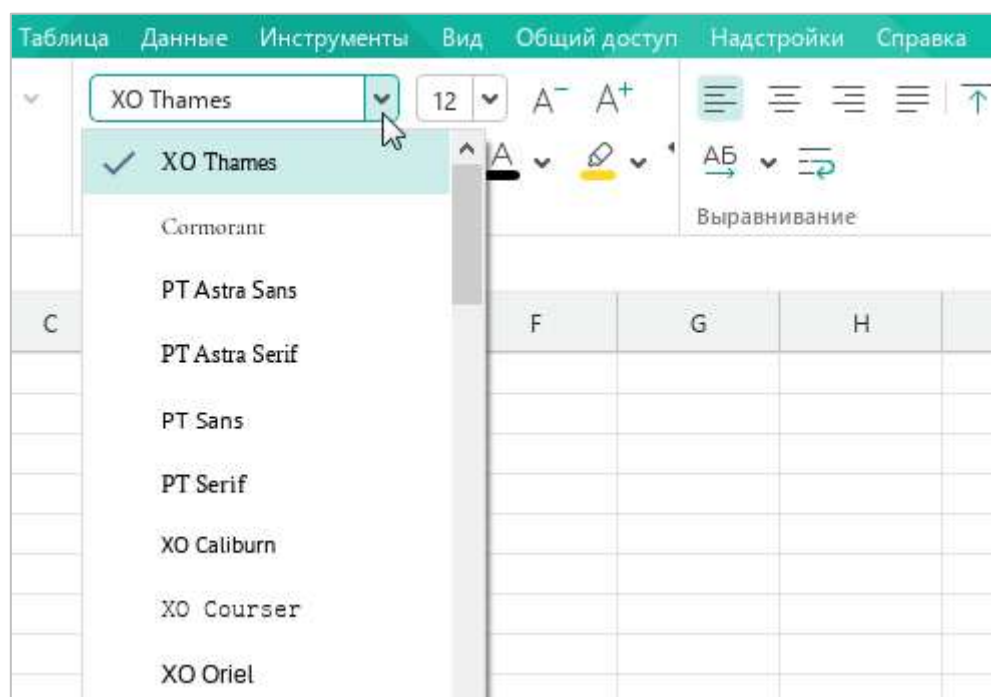 Таблица Данные Инструменты Вид Общий доступ Надстройки Справка
XO Thames 12 A⁻ A⁺
XO Thames
A АБ
Cormorant
Выравнивание
PT Astra Sans
C F G H
PT Astra Serif
PT Sans
PT Serif
XO Caliburn
XO Courser
XO Oriel